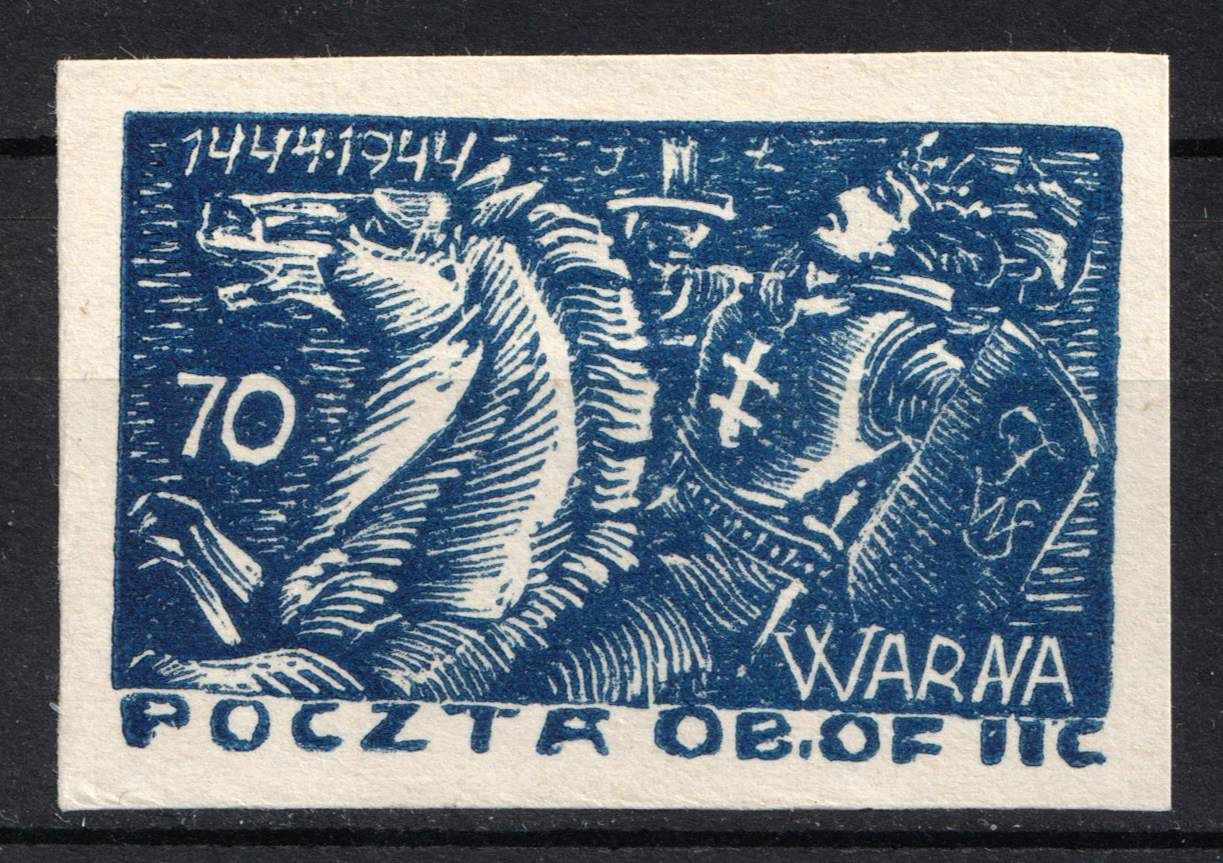 1444·1944
70
WARNA
POCZTA OB.OF IIC